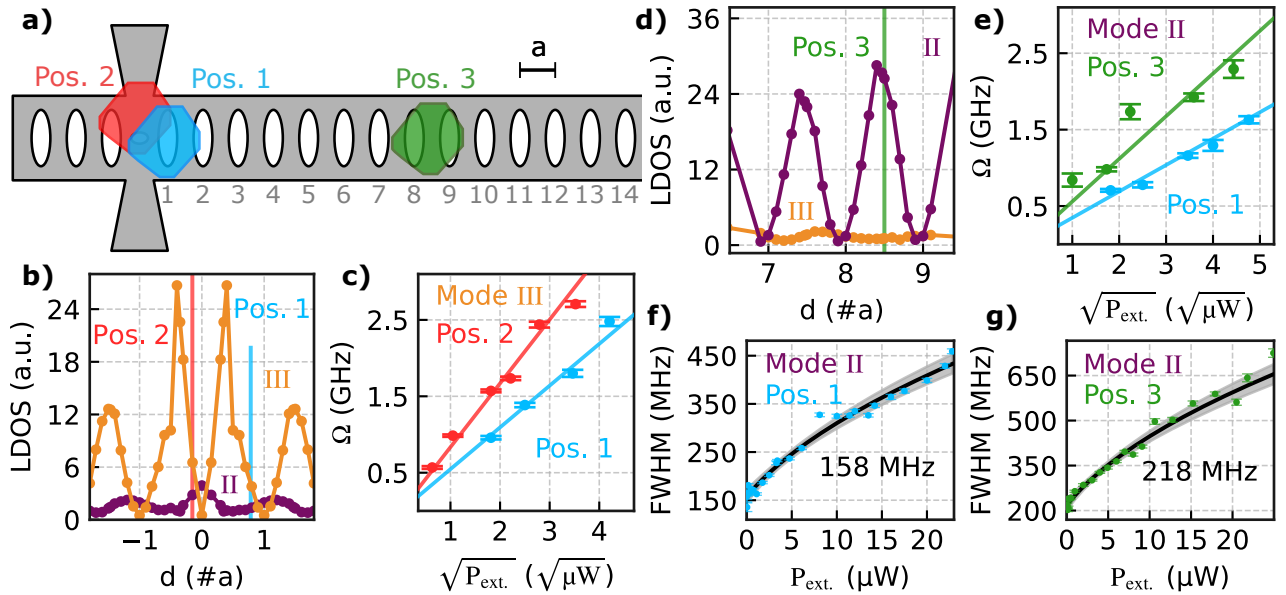 a)
Pos. 2
Pos. 1
Pos. 3
a
1 2 3 4 5 6 7 8 9 10 11 12 13 14
b)
LDOS (a.u.)
24
18
12
6
0
Pos. 2
Pos. 1
III
II
−1 0 1
d (#a)
c)
Ω (GHz)
2.5
1.5
0.5
Mode III
Pos. 2
Pos. 1
1 2 3 4
√P_ext. (√μW)
d)
LDOS (a.u.)
36
24
12
0
Pos. 3
II
III
7 8 9
d (#a)
e)
Ω (GHz)
2.5
1.5
0.5
Mode II
Pos. 3
Pos. 1
1 2 3 4 5
√P_ext. (√μW)
f)
FWHM (MHz)
450
350
250
150
Mode II
Pos. 1
158 MHz
0 5 10 15 20
P_ext. (μW)
g)
FWHM (MHz)
650
500
350
200
Mode II
Pos. 3
218 MHz
0 5 10 15 20
P_ext. (μW)